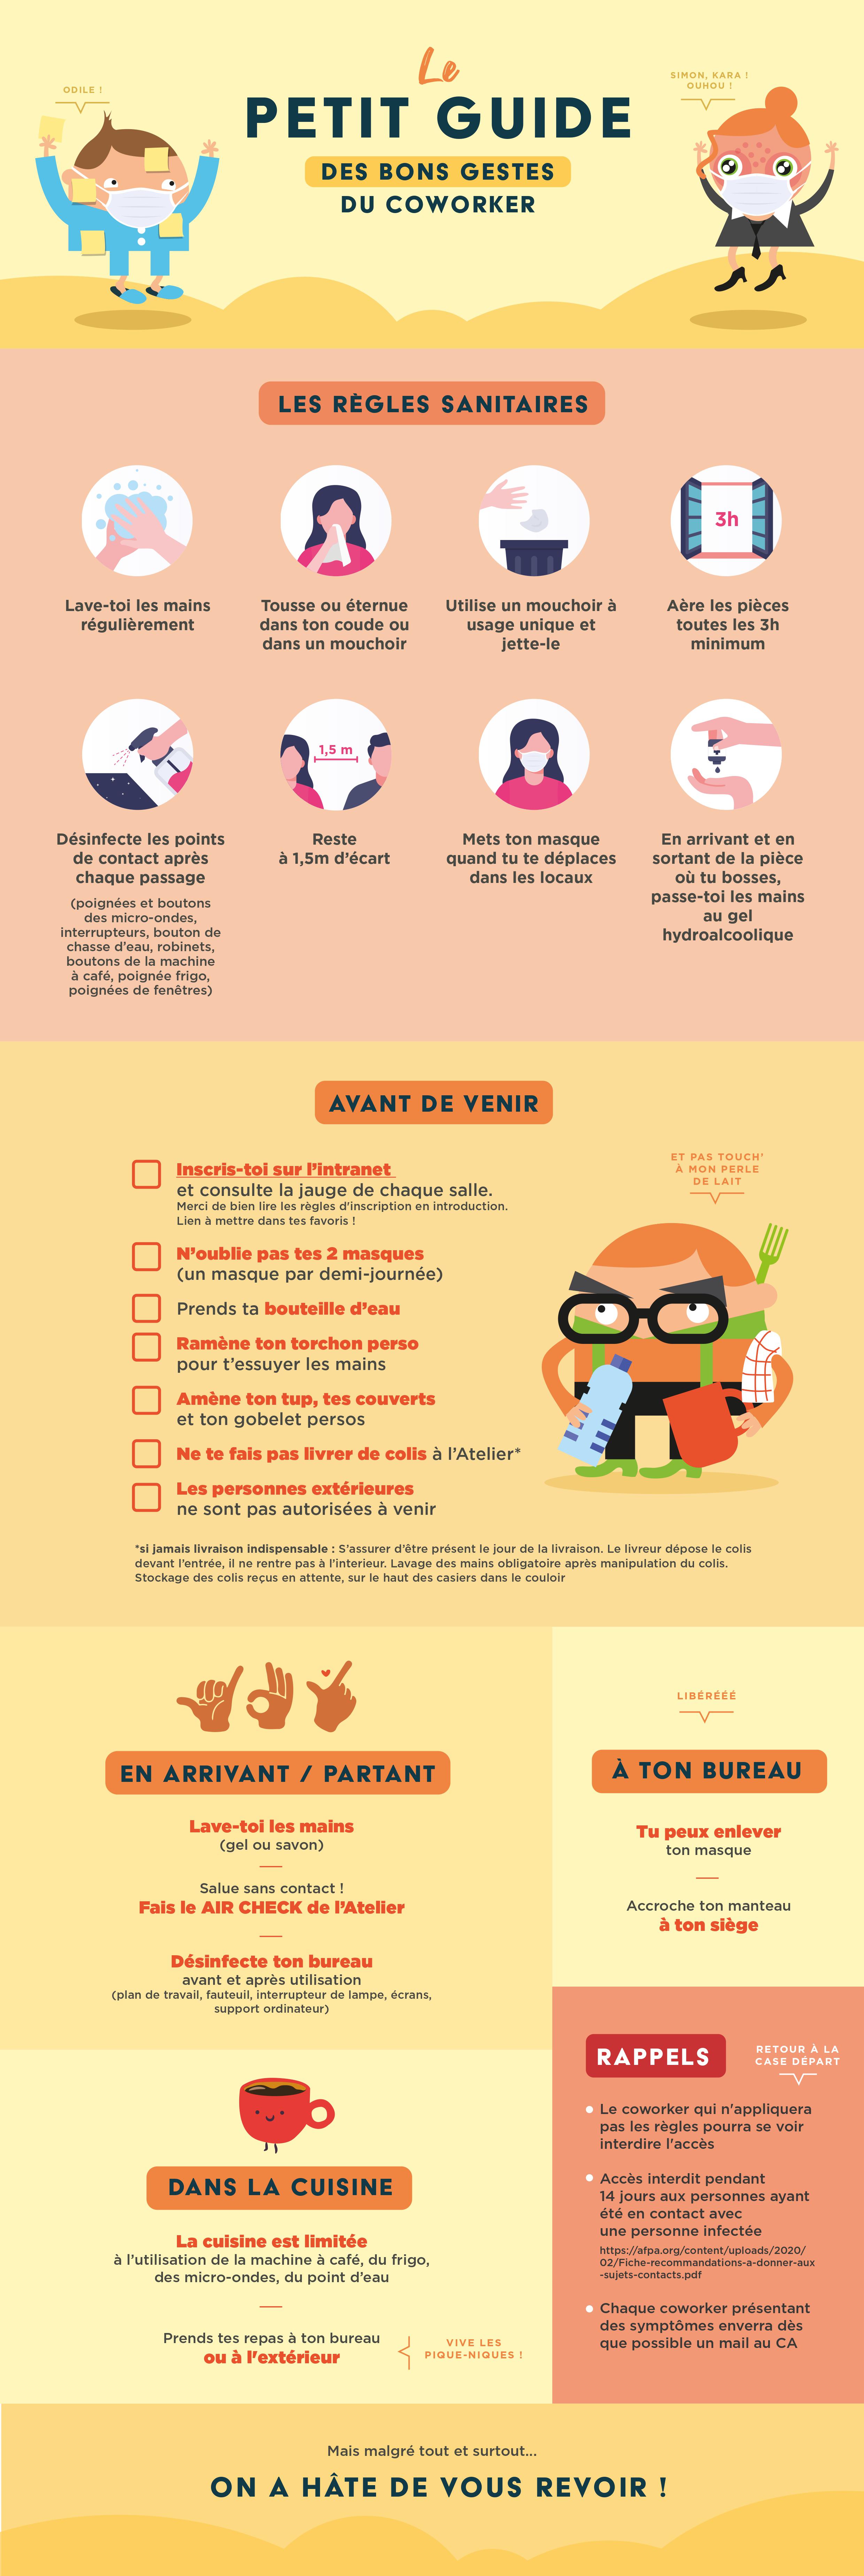 Le
ODILE !
SIMON, KARA !
OUHOU !
PETIT GUIDE
DES BONS GESTES
DU COWORKER
LES RÈGLES SANITAIRES
3h
Lave-toi les mains
régulièrement
Tousse ou éternue
dans ton coude ou
dans un mouchoir
Utilise un mouchoir à
usage unique et
jette-le
Aère les pièces
toutes les 3h
minimum
1,5 m
Désinfecte les points
de contact après
chaque passage
(poignées et boutons
des micro-ondes,
interrupteurs, bouton de
chasse d'eau, robinets,
boutons de la machine
à café, poignée frigo,
poignées de fenêtres)
Reste
à 1,5m d'écart
Mets ton masque
quand tu te déplaces
dans les locaux
En arrivant et en
sortant de la pièce
où tu bosses,
passe-toi les mains
au gel
hydroalcoolique
AVANT DE VENIR
Inscris-toi sur l'intranet
et consulte la jauge de chaque salle.
Merci de bien lire les règles d'inscription en introduction.
Lien à mettre dans tes favoris !
N'oublie pas tes 2 masques
(un masque par demi-journée)
Prends ta bouteille d'eau
Ramène ton torchon perso
pour t'essuyer les mains
Amène ton tup, tes couverts
et ton gobelet persos
Ne te fais pas livrer de colis à l'Atelier*
Les personnes extérieures
ne sont pas autorisées à venir
ET PAS TOUCH'
À MON PERLE
DE LAIT
*si jamais livraison indispensable : S'assurer d'être présent le jour de la livraison. Le livreur dépose le colis
devant l'entrée, il ne rentre pas à l'interieur. Lavage des mains obligatoire après manipulation du colis.
Stockage des colis reçus en attente, sur le haut des casiers dans le couloir
EN ARRIVANT / PARTANT
Lave-toi les mains
(gel ou savon)
Salue sans contact !
Fais le AIR CHECK de l'Atelier
Désinfecte ton bureau
avant et après utilisation
(plan de travail, fauteuil, interrupteur de lampe, écrans,
support ordinateur)
LIBÉRÉÉÉ
À TON BUREAU
Tu peux enlever
ton masque
Accroche ton manteau
à ton siège
DANS LA CUISINE
La cuisine est limitée
à l'utilisation de la machine à café, du frigo,
des micro-ondes, du point d'eau
Prends tes repas à ton bureau
ou à l'extérieur
VIVE LES
PIQUE-NIQUES !
RAPPELS
RETOUR À LA
CASE DÉPART
Le coworker qui n'appliquera
pas les règles pourra se voir
interdire l'accès
Accès interdit pendant
14 jours aux personnes ayant
été en contact avec
une personne infectée
https://afpa.org/content/uploads/2020/
02/Fiche-recommandations-a-donner-aux
-sujets-contacts.pdf
Chaque coworker présentant
des symptômes enverra dès
que possible un mail au CA
Mais malgré tout et surtout...
ON A HÂTE DE VOUS REVOIR !